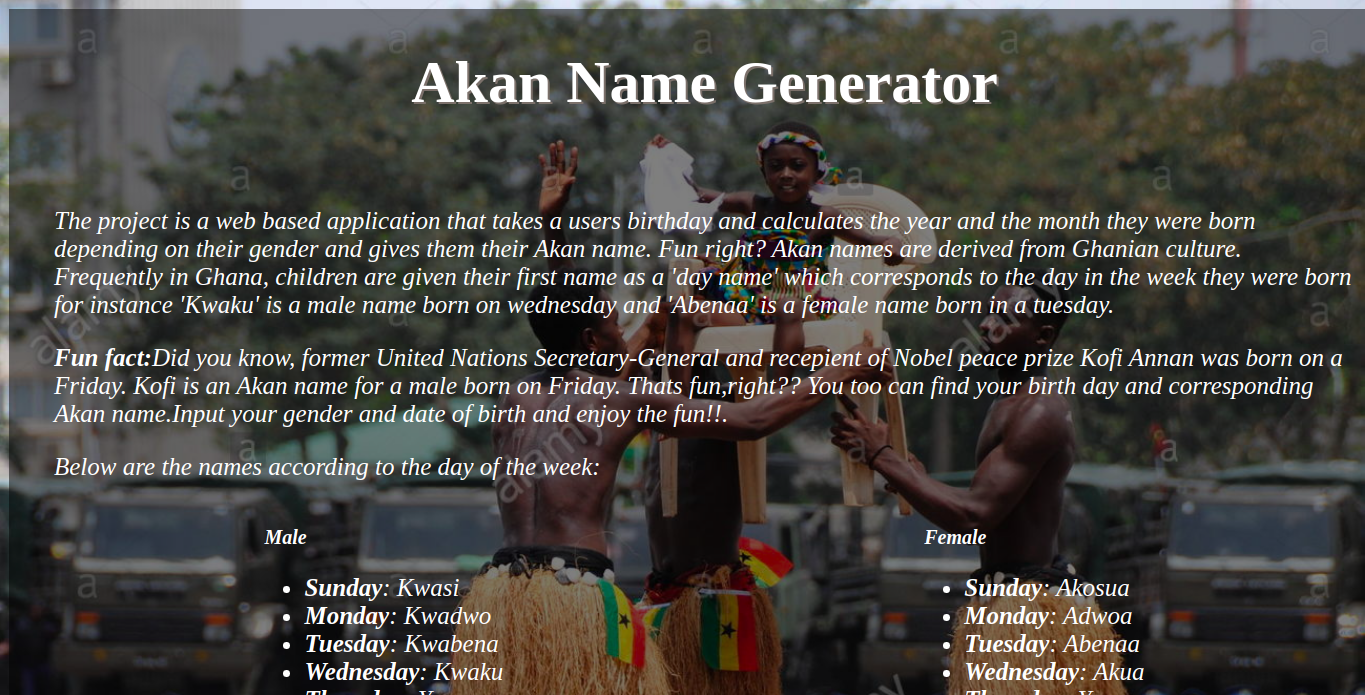 Akan Name Generator
The project is a web based application that takes a users birthday and calculates the year and the month they were born
depending on their gender and gives them their Akan name. Fun right? Akan names are derived from Ghanian culture.
Frequently in Ghana, children are given their first name as a 'day name' which corresponds to the day in the week they were born
for instance 'Kwaku' is a male name born on wednesday and 'Abenaa' is a female name born in a tuesday.
Fun fact:Did you know, former United Nations Secretary-General and recepient of Nobel peace prize Kofi Annan was born on a
Friday. Kofi is an Akan name for a male born on Friday. Thats fun,right?? You too can find your birth day and corresponding
Akan name.Input your gender and date of birth and enjoy the fun!!.
Below are the names according to the day of the week:
Male
Sunday: Kwasi
Monday: Kwadwo
Tuesday: Kwabena
Wednesday: Kwaku
Female
Sunday: Akosua
Monday: Adwoa
Tuesday: Abenaa
Wednesday: Akua
alamy
alamy
alamy